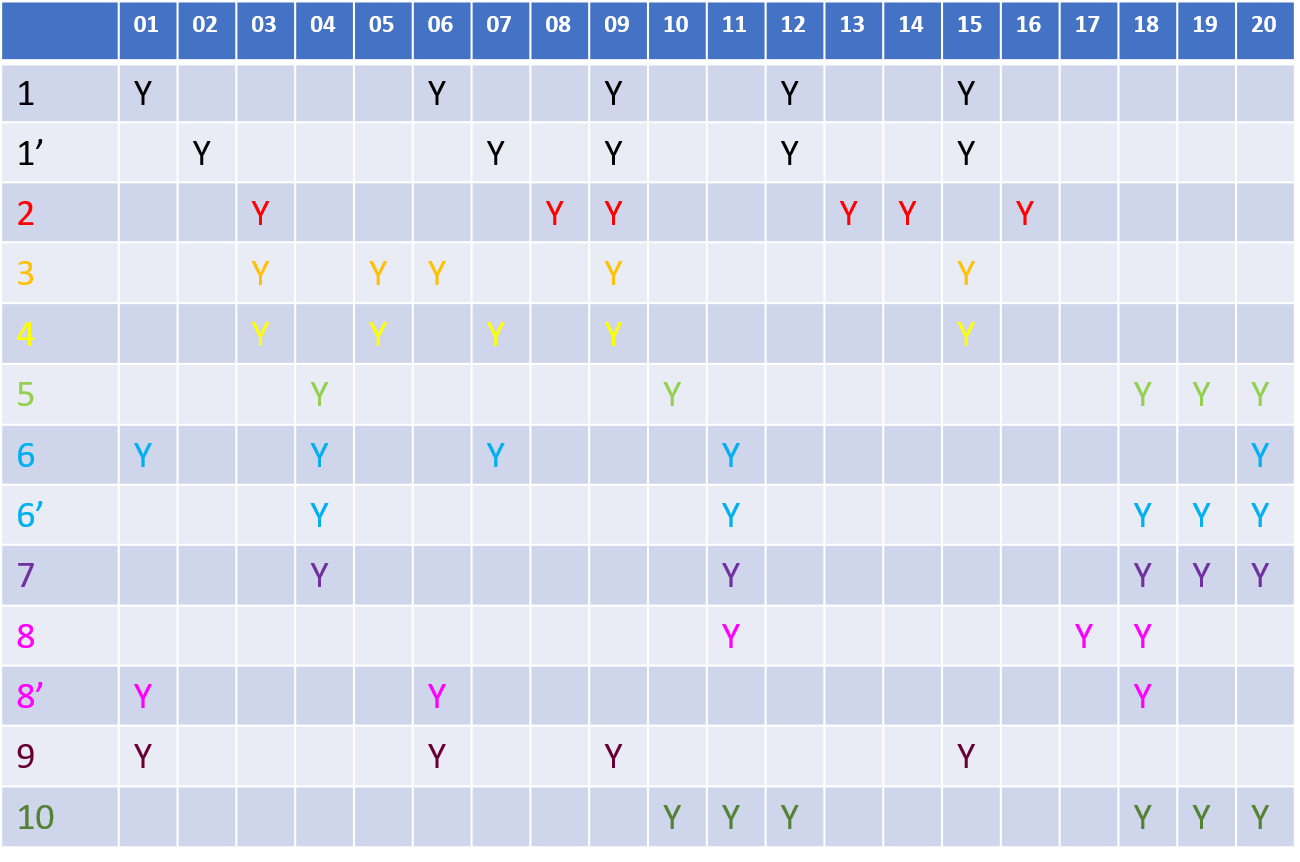 01 02 03 04 05 06 07 08 09 10 11 12 13 14 15 16 17 18 19 20
1 Y Y Y Y Y
1’ Y Y Y Y Y
2 Y Y Y Y Y Y
3 Y Y Y Y Y
4 Y Y Y Y Y
5 Y Y Y Y Y
6 Y Y Y Y Y
6’ Y Y Y Y Y
7 Y Y Y Y Y
8 Y Y Y
8’ Y Y Y
9 Y Y Y Y
10 Y Y Y Y Y Y